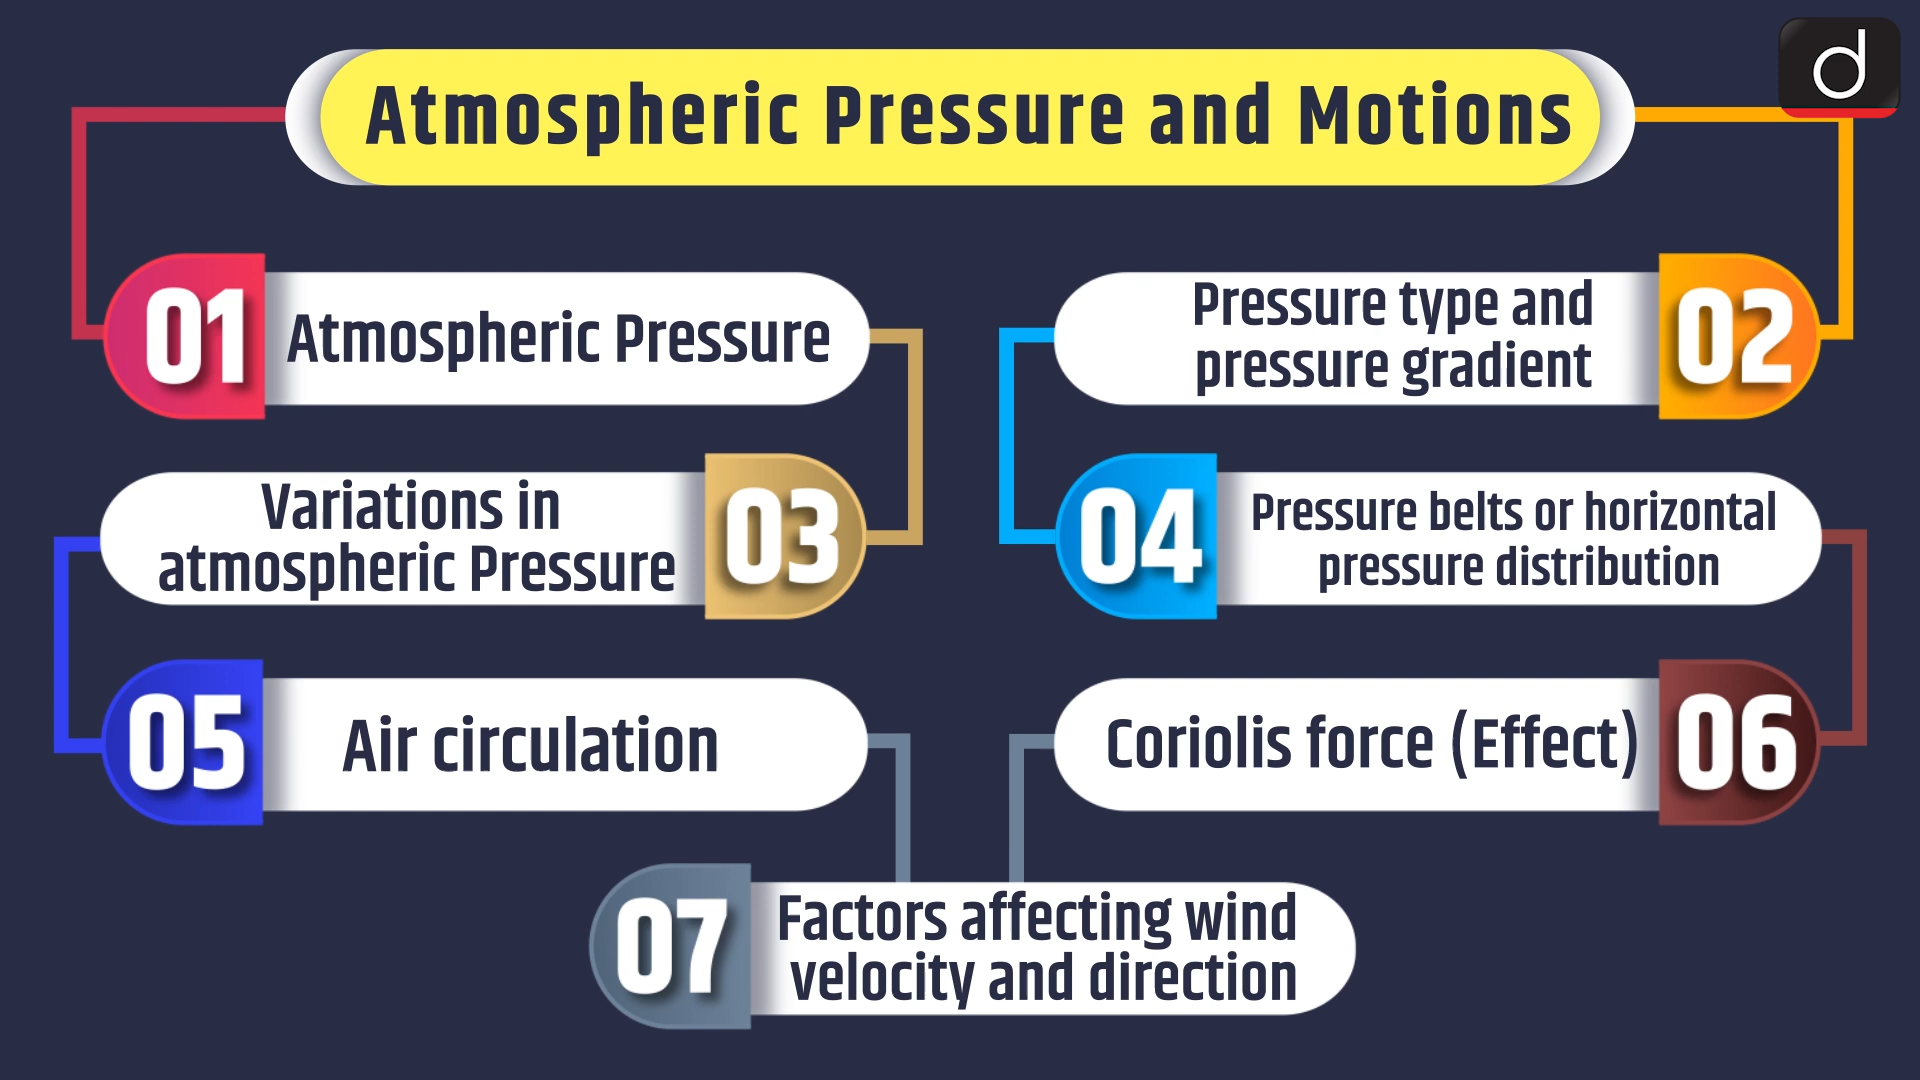 Atmospheric Pressure and Motions
d
01
Atmospheric Pressure
Pressure type and
pressure gradient
02
Variations in
atmospheric Pressure
03
04
Pressure belts or horizontal
pressure distribution
05
Air circulation
Coriolis force (Effect)
06
07
Factors affecting wind
velocity and direction